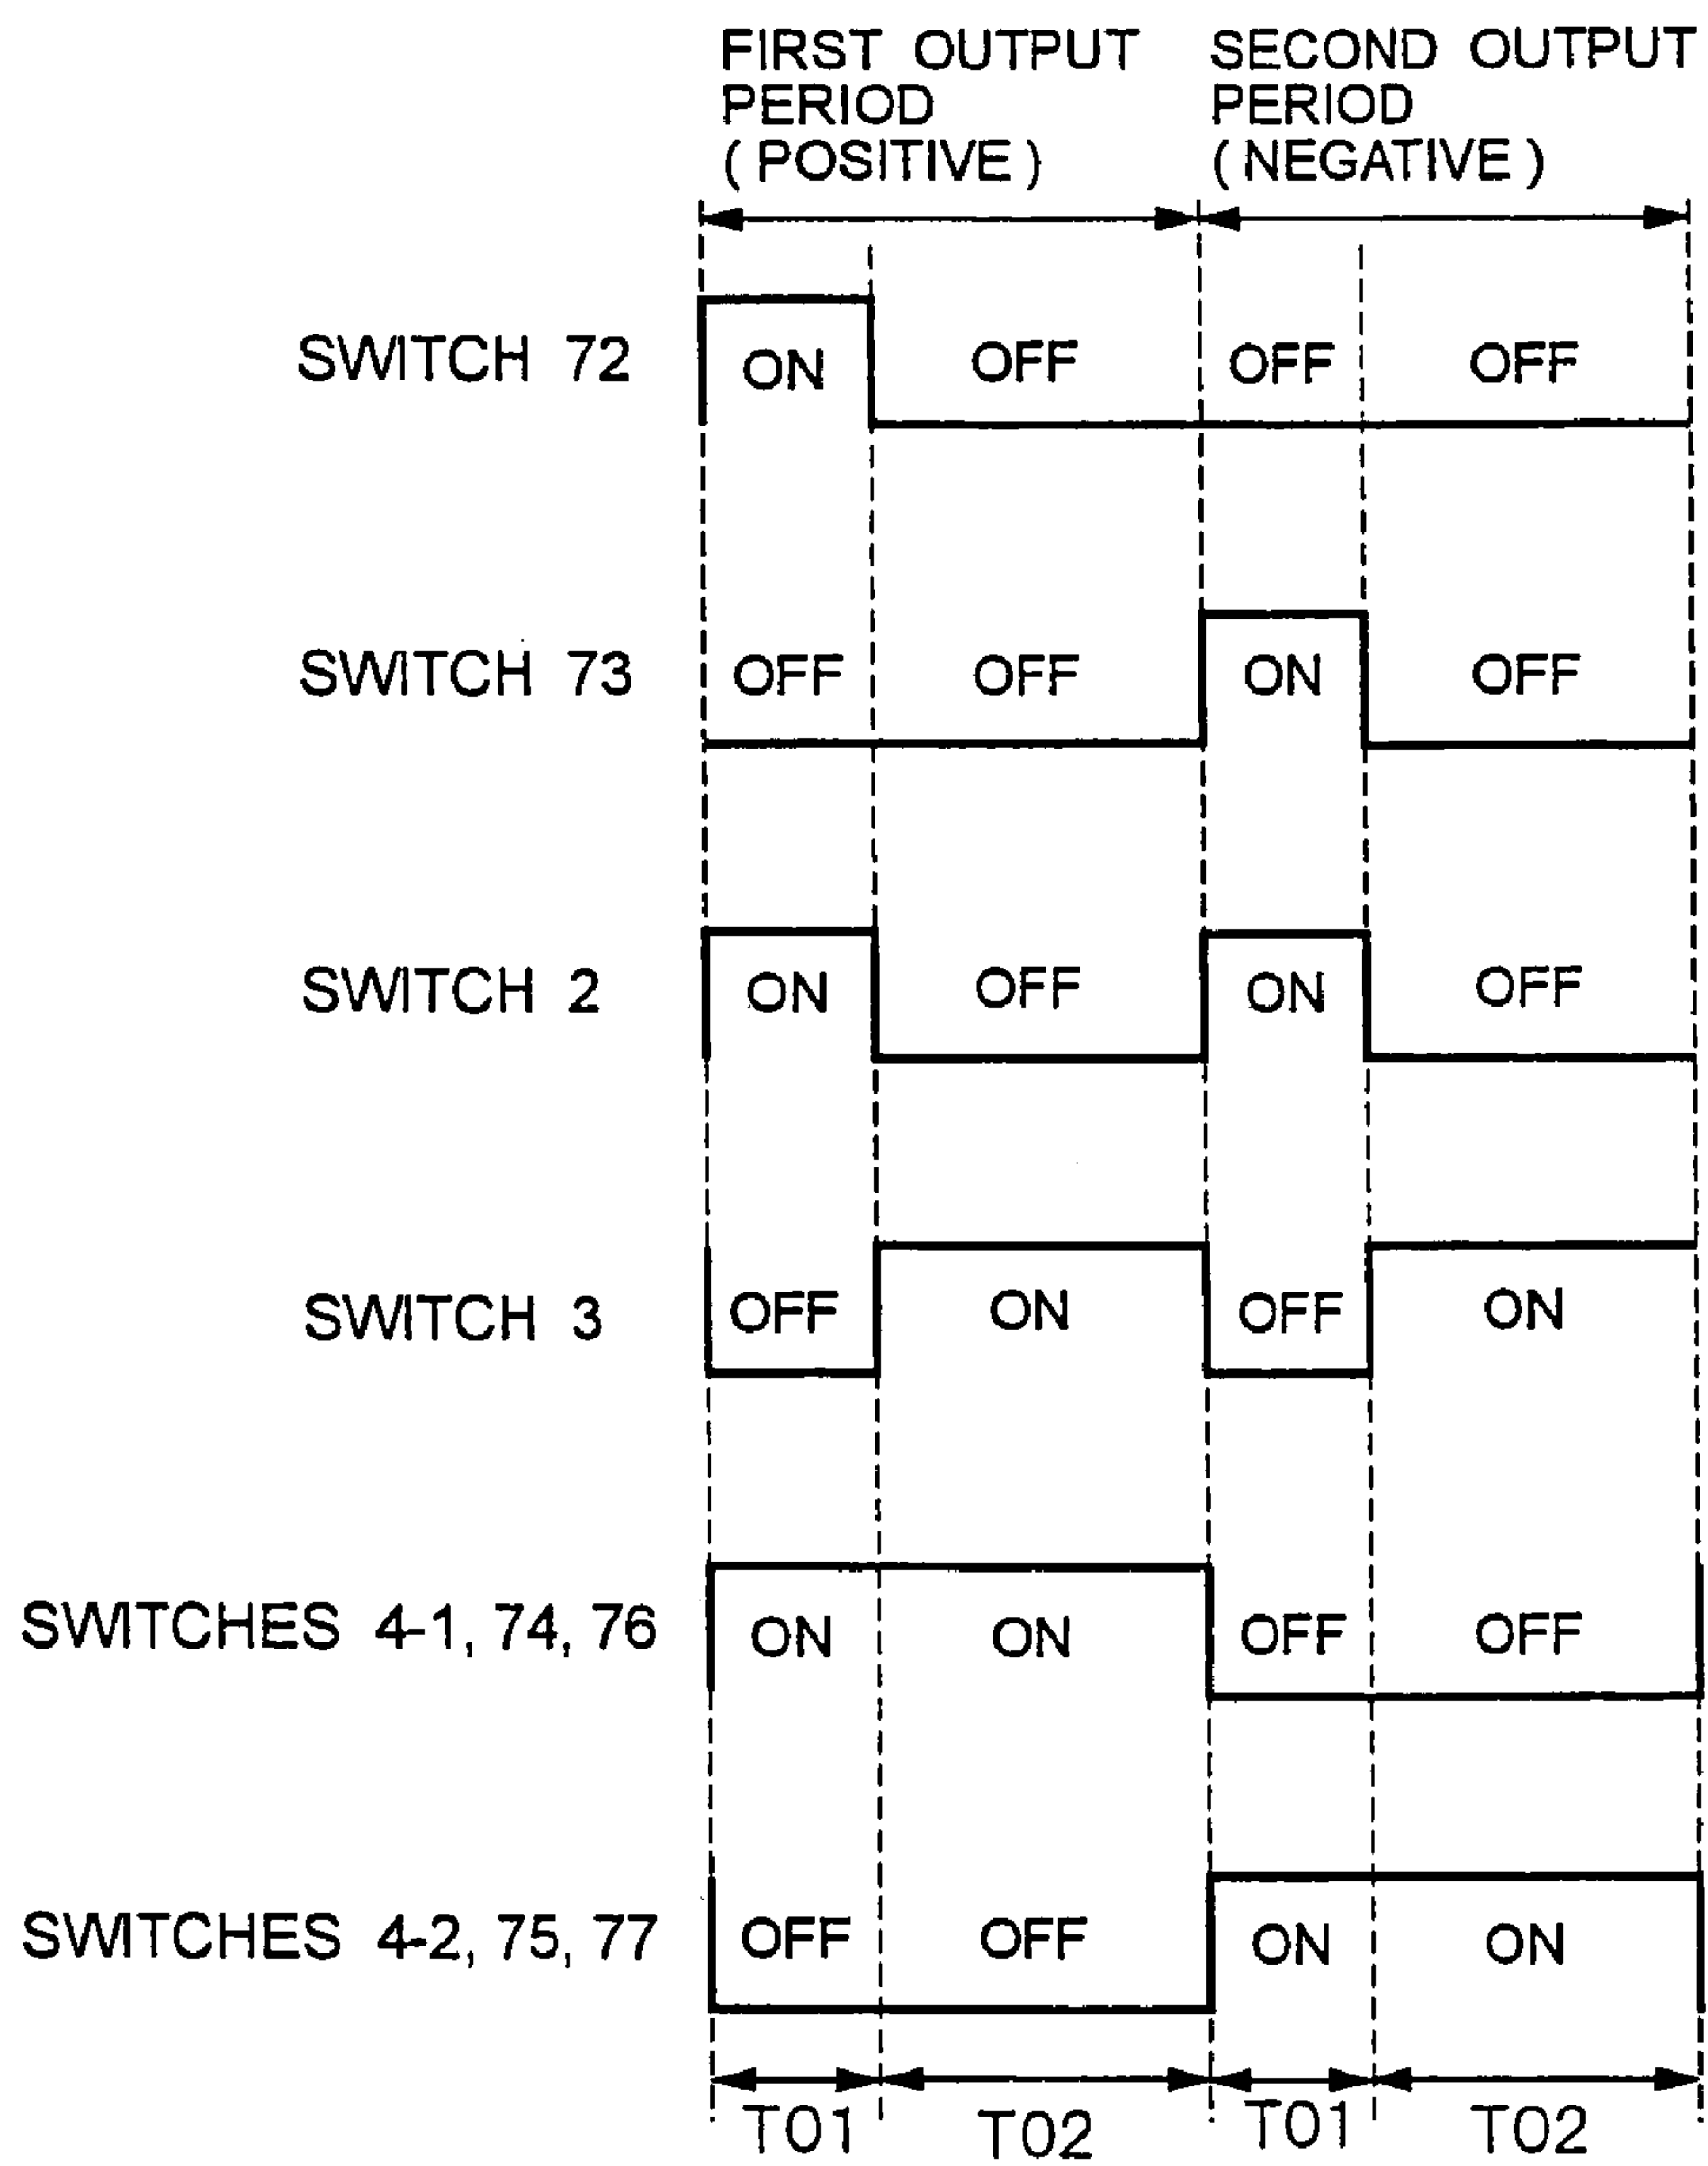 FIRST OUTPUT PERIOD ( POSITIVE )
SECOND OUTPUT PERIOD ( NEGATIVE )
SWITCH 72 ON OFF OFF OFF
SWITCH 73 OFF OFF ON OFF
SWITCH 2 ON OFF ON OFF
SWITCH 3 OFF ON OFF ON
SWITCHES 4-1, 74, 76 ON ON OFF OFF
SWITCHES 4-2, 75, 77 OFF OFF ON ON
T01 T02 T01 T02